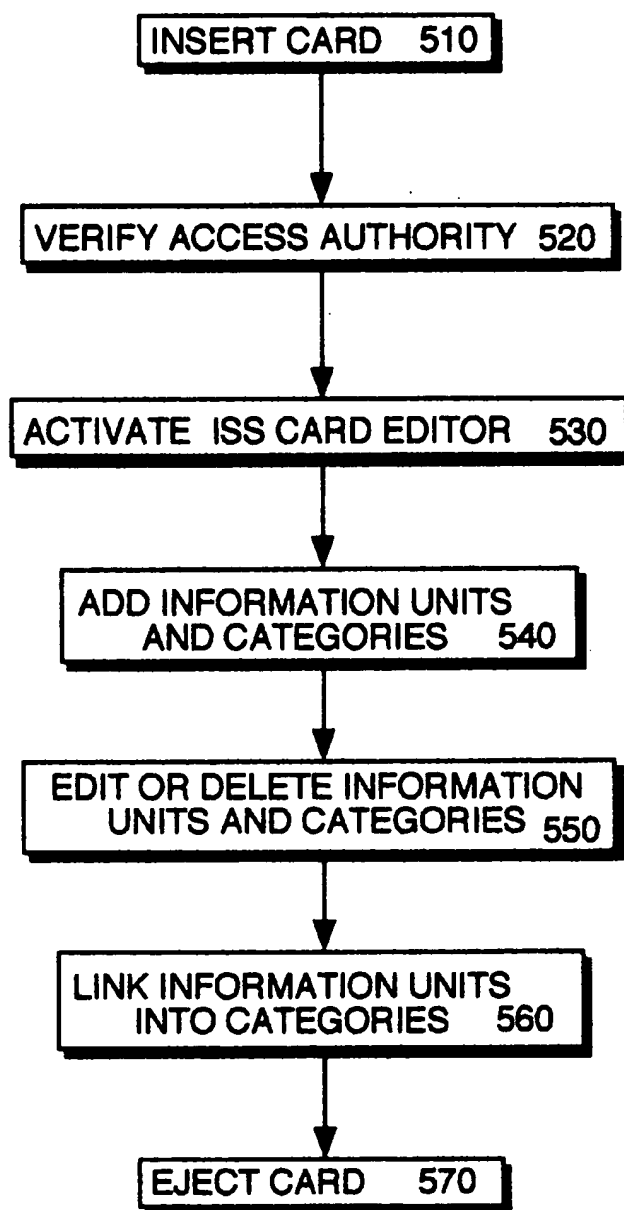 INSERT CARD 510
VERIFY ACCESS AUTHORITY 520
ACTIVATE ISS CARD EDITOR 530
ADD INFORMATION UNITS
AND CATEGORIES 540
EDIT OR DELETE INFORMATION
UNITS AND CATEGORIES 550
LINK INFORMATION UNITS
INTO CATEGORIES 560
EJECT CARD 570